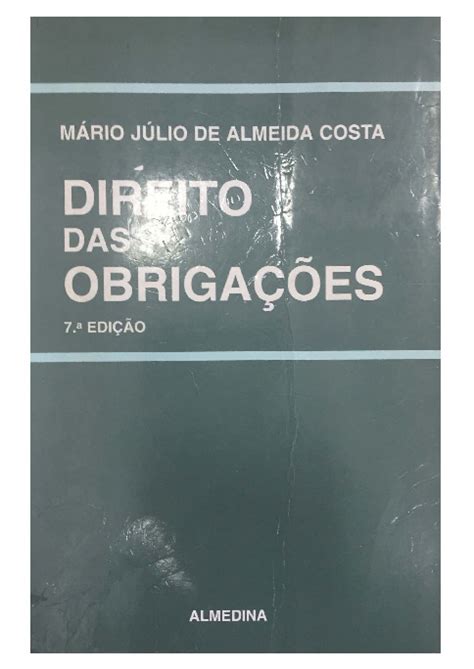 MÁRIO JÚLIO DE ALMEIDA COSTA
DIREITO
DAS
OBRIGAÇÕES
7.ª EDIÇÃO
ALMEDINA